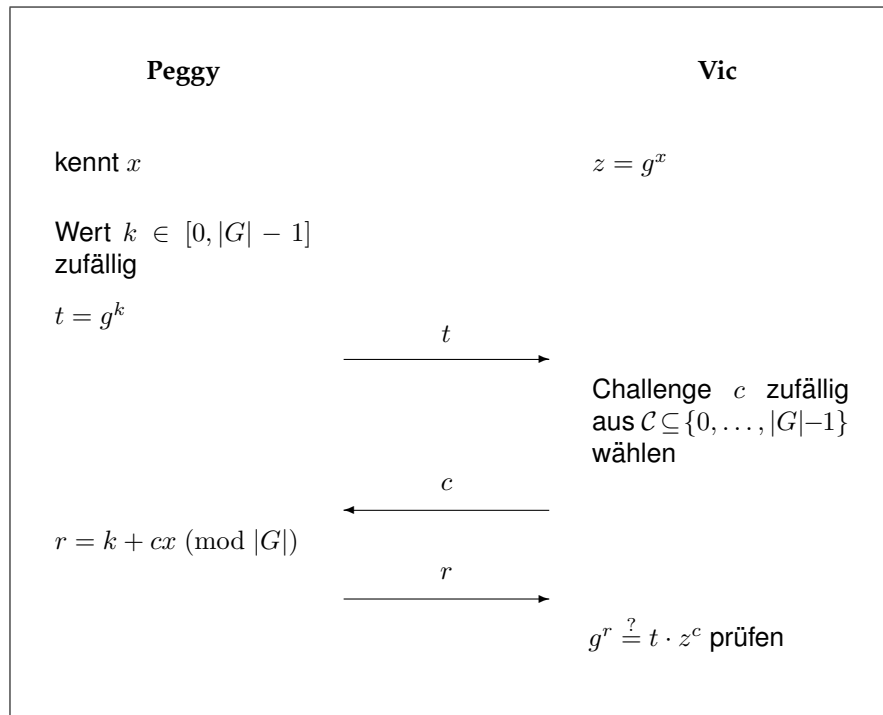 Peggy Vic
kennt x z = g^x
Wert k ∈ [0, |G| − 1]
zufällig
t = g^k
t
Challenge c zufällig
aus 𝒞 ⊆ {0, . . . , |G|−1}
wählen
c
r = k + cx (mod |G|)
r
g^r ≟ t · z^c prüfen